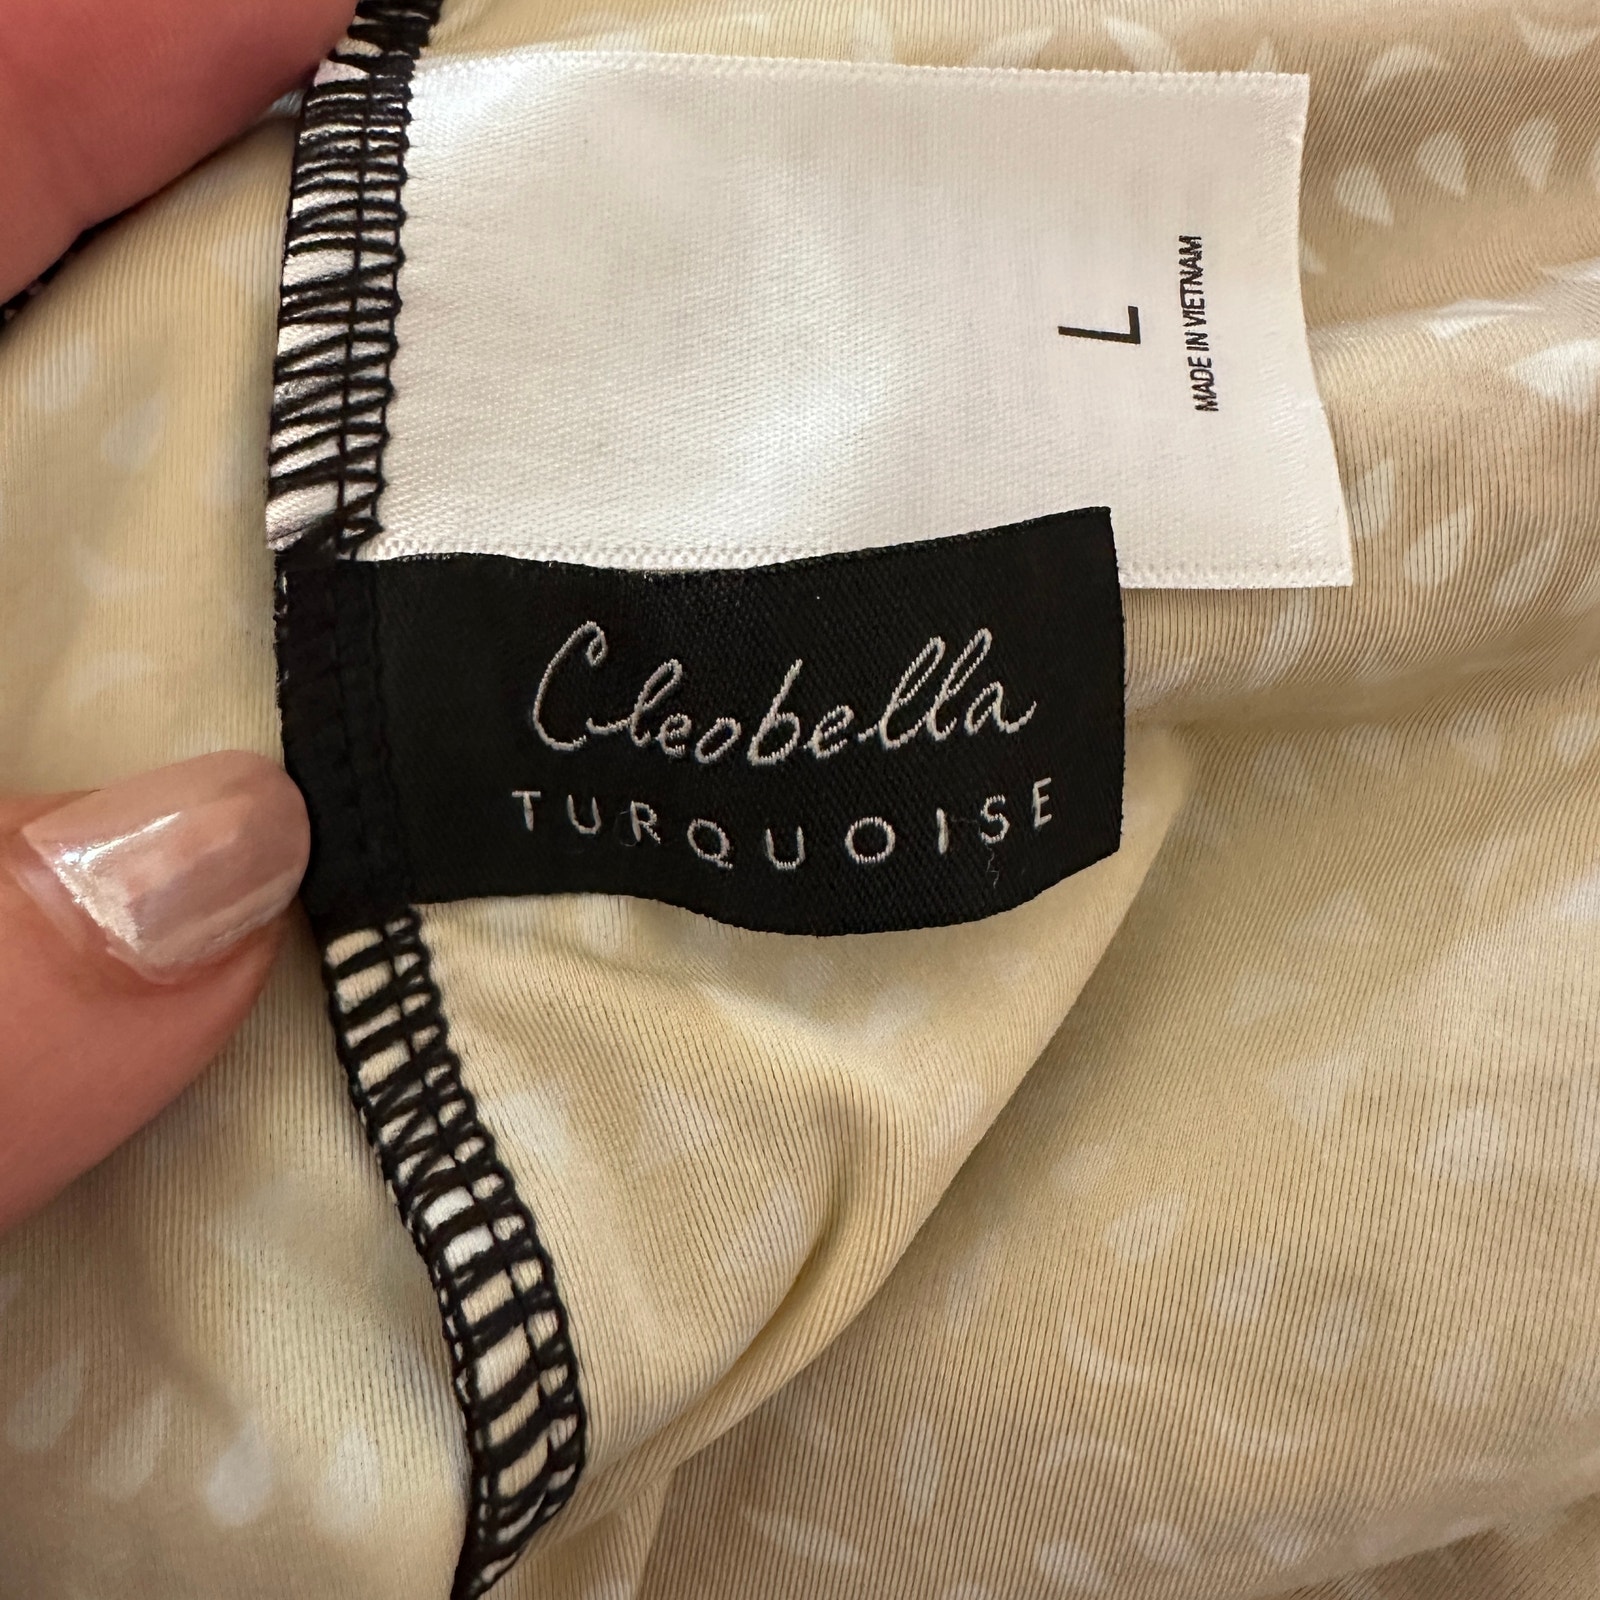 L
MADE IN VIETNAM
Cleobella
TURQUOISE